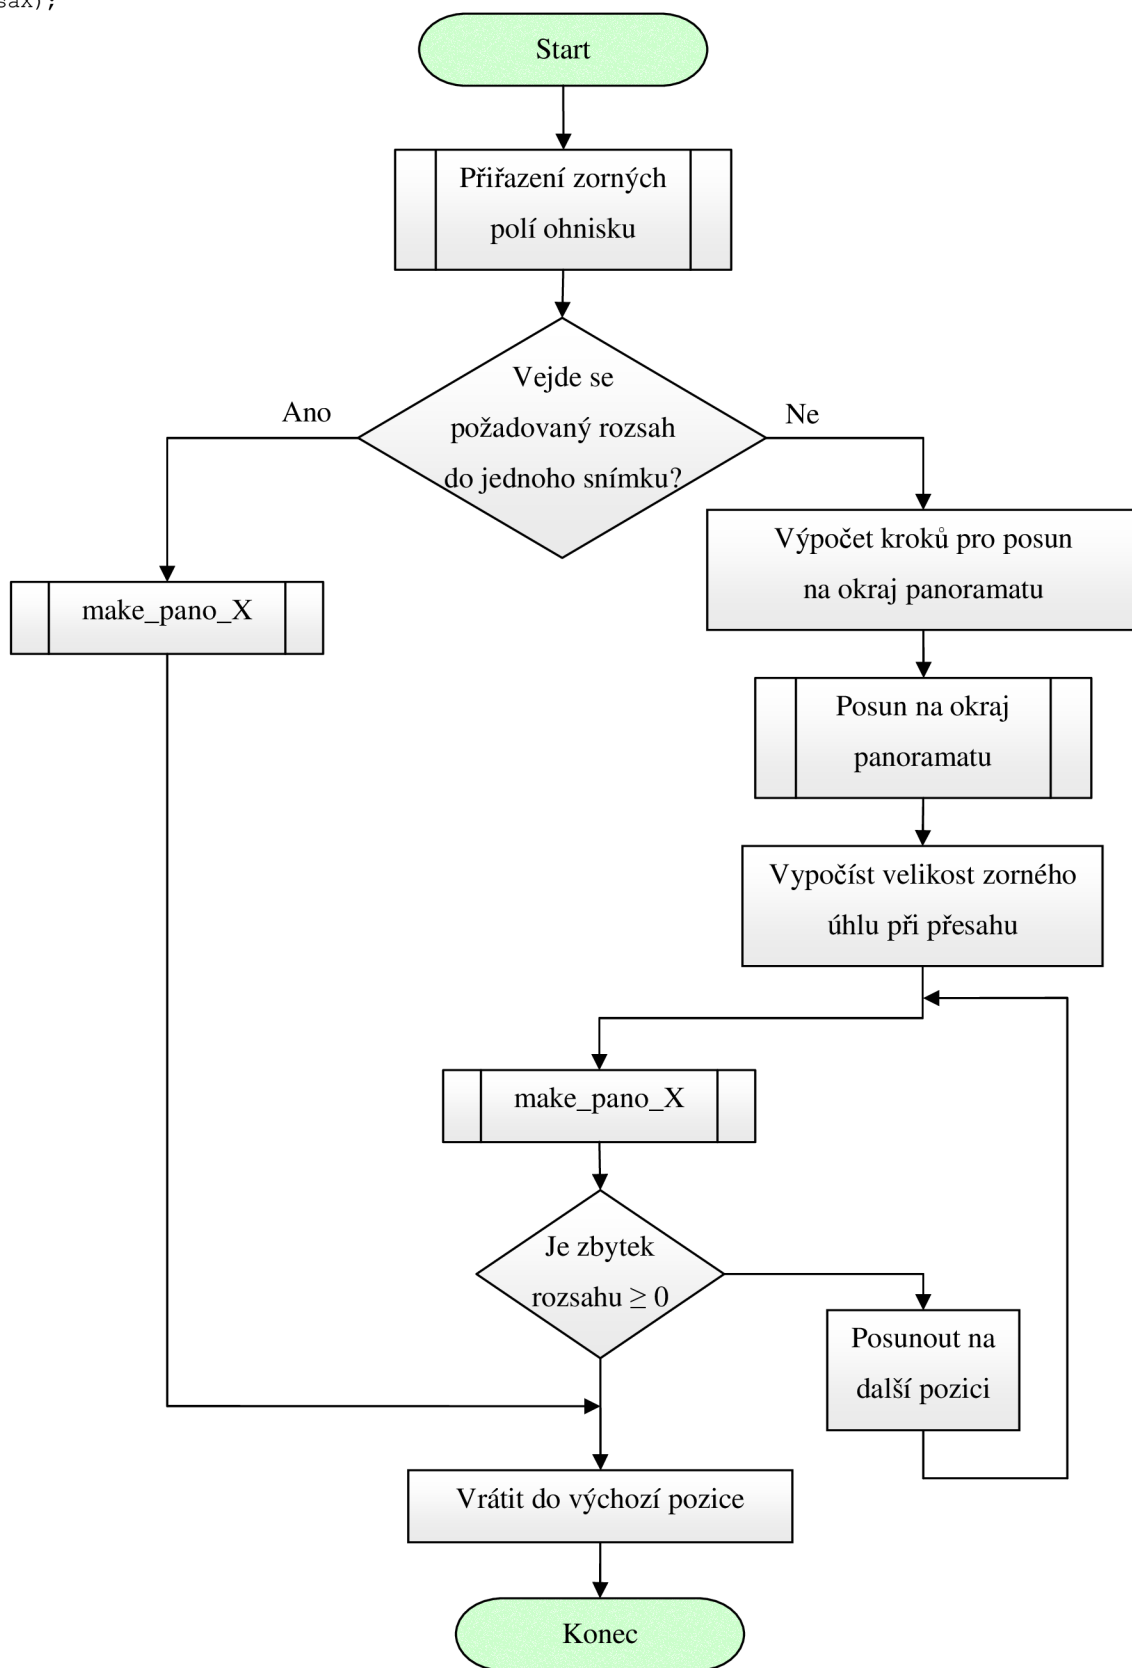 Start
Přiřazení zorných
polí ohnisku
Vejde se
požadovaný rozsah
do jednoho snímku?
Ano
Ne
Výpočet kroků pro posun
na okraj panoramatu
make_pano_X
Posun na okraj
panoramatu
Vypočíst velikost zorného
úhlu při přesahu
make_pano_X
Je zbytek
rozsahu ≥ 0
Posunout na
další pozici
Vrátit do výchozí pozice
Konec